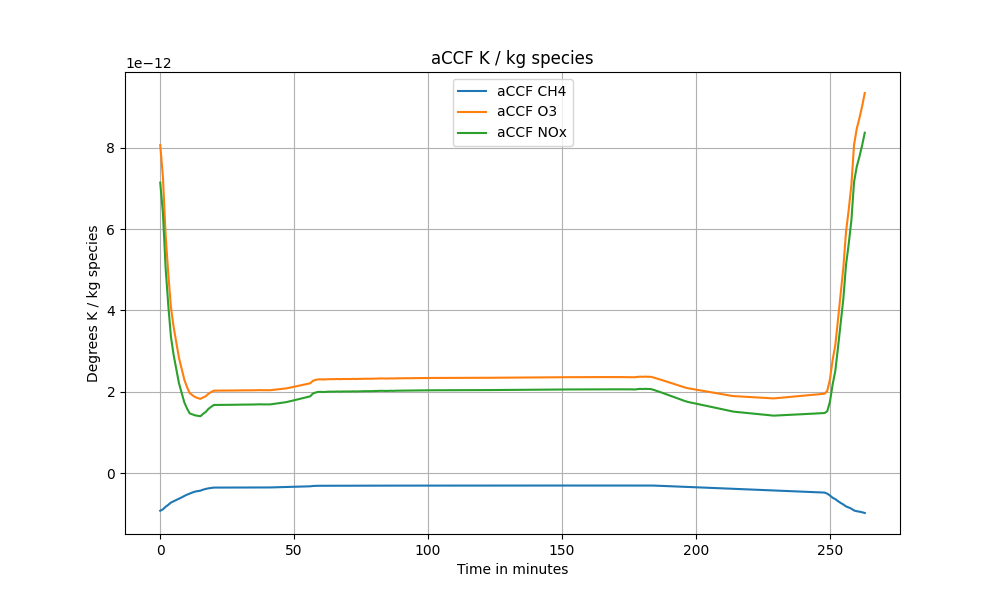 aCCF K / kg species
1e−12
aCCF CH4
aCCF O3
aCCF NOx
8
6
4
2
0
Degrees K / kg species
0 50 100 150 200 250
Time in minutes